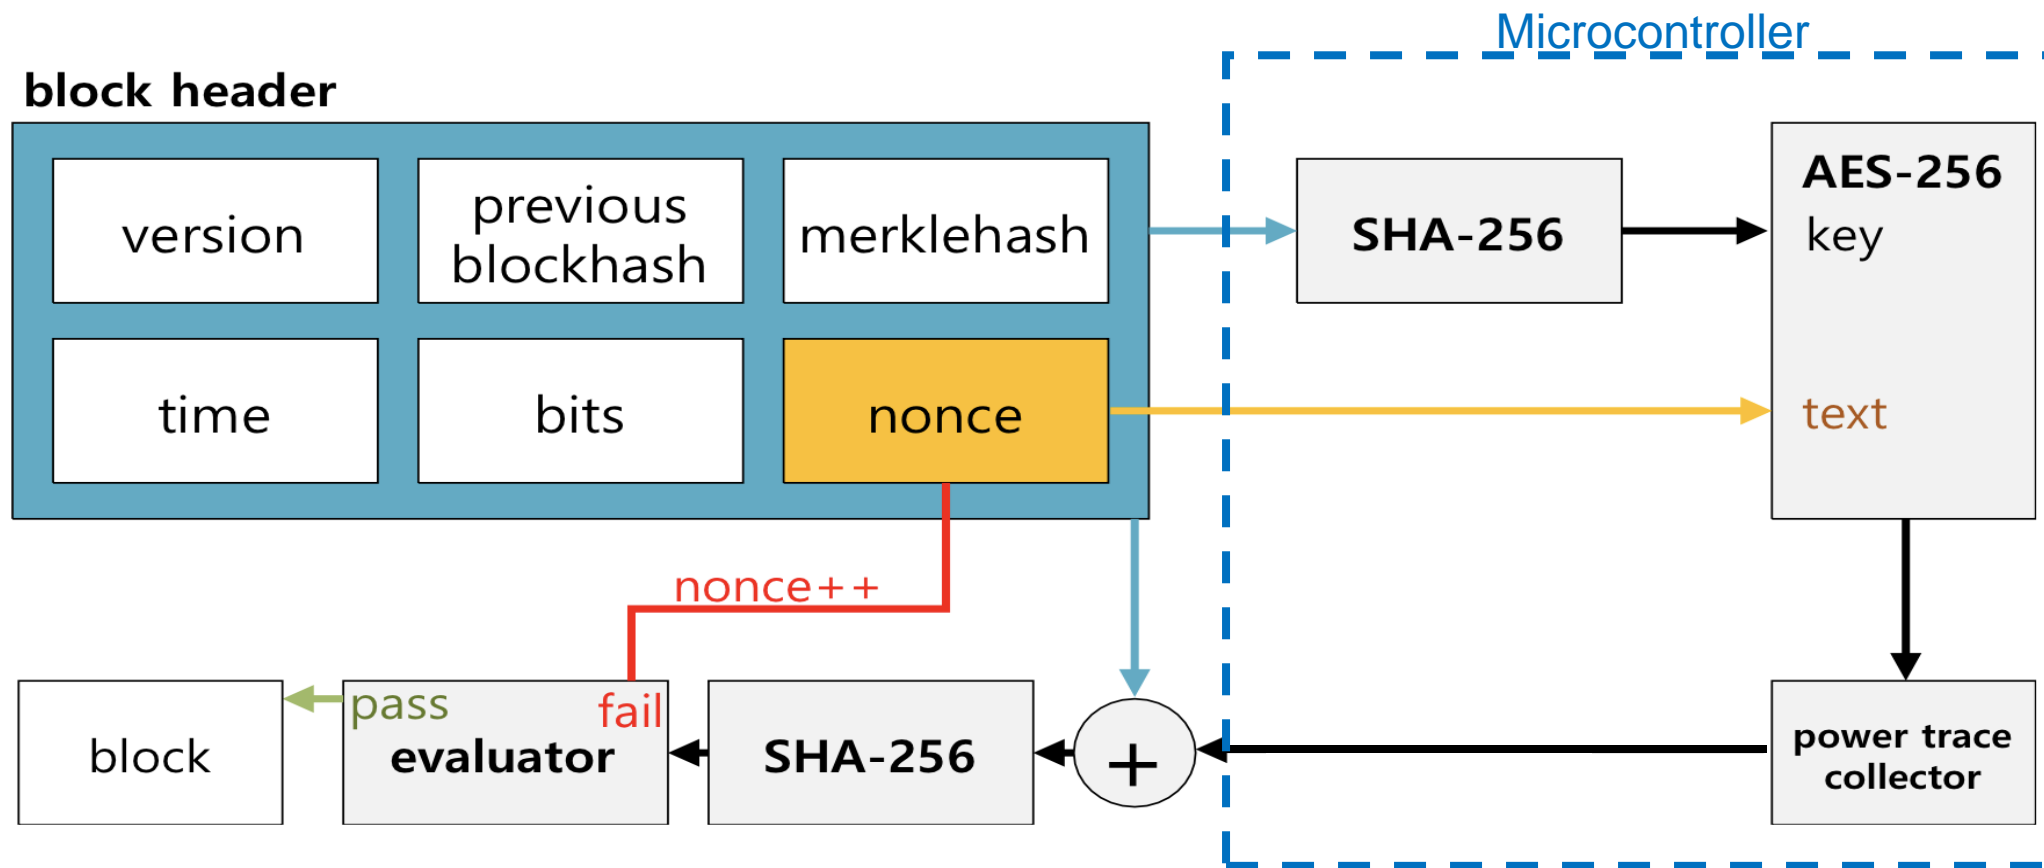 Microcontroller
block header
version
previous
blockhash
merklehash
SHA-256
AES-256
key
time
bits
nonce
text
nonce++
block
pass
fail
evaluator
SHA-256
+
power trace
collector